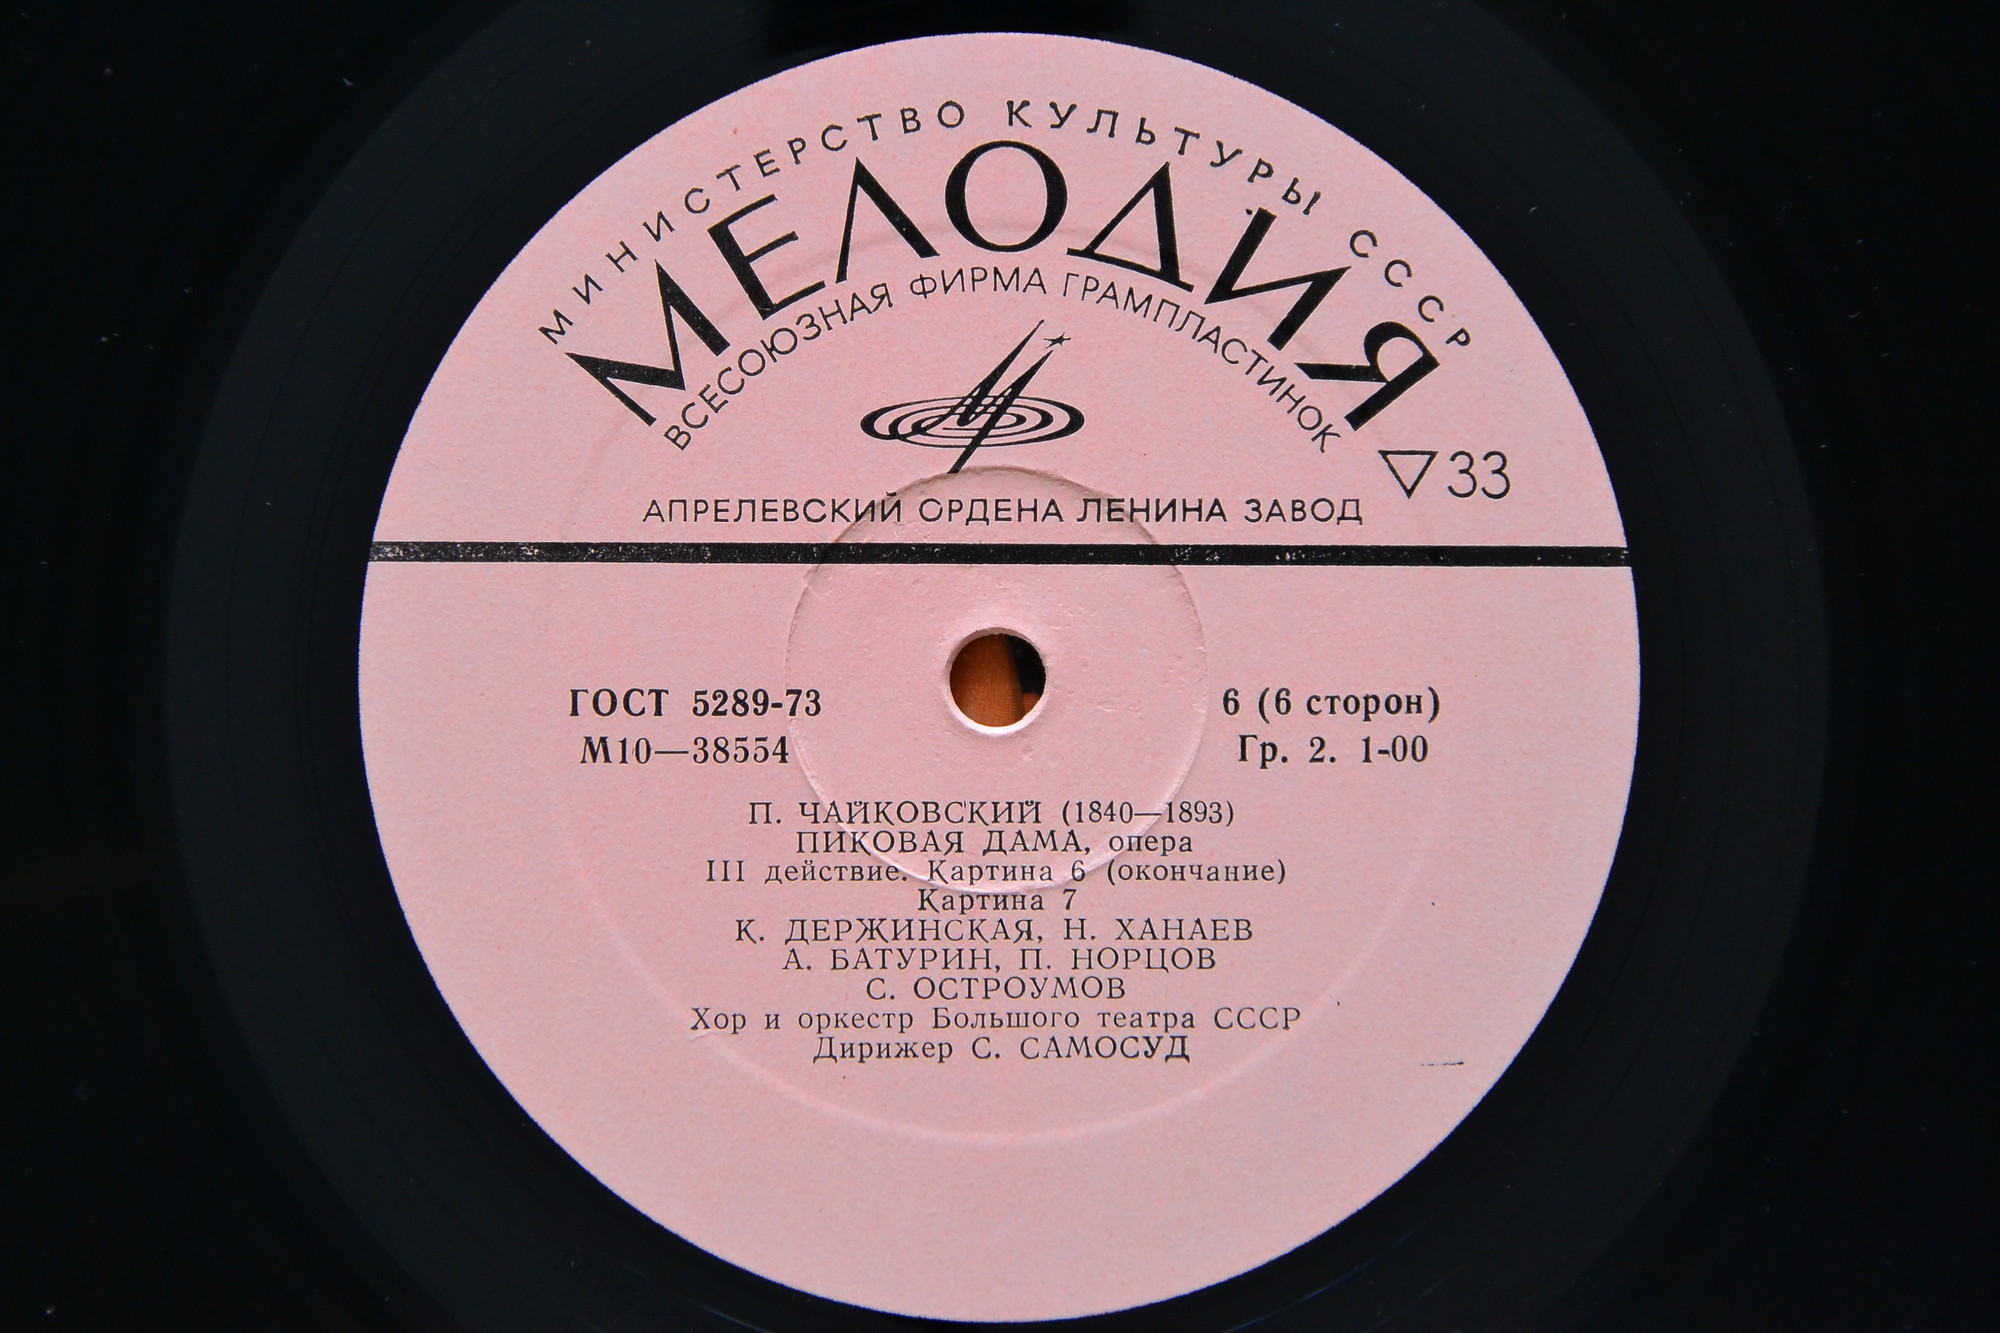 МИНИСТЕРСТВО КУЛЬТУРЫ СССР
МЕЛОДИЯ
ВСЕСОЮЗНАЯ ФИРМА ГРАМПЛАСТИНОК
▽33
АПРЕЛЕВСКИЙ ОРДЕНА ЛЕНИНА ЗАВОД
ГОСТ 5289-73
М10—38554
6 (6 сторон)
Гр. 2. 1-00
П. ЧАЙКОВСКИЙ (1840—1893)
ПИКОВАЯ ДАМА, опера
III действие. Картина 6 (окончание)
Картина 7
К. ДЕРЖИНСКАЯ, Н. ХАНАЕВ
А. БАТУРИН, П. НОРЦОВ
С. ОСТРОУМОВ
Хор и оркестр Большого театра СССР
Дирижер С. САМОСУД